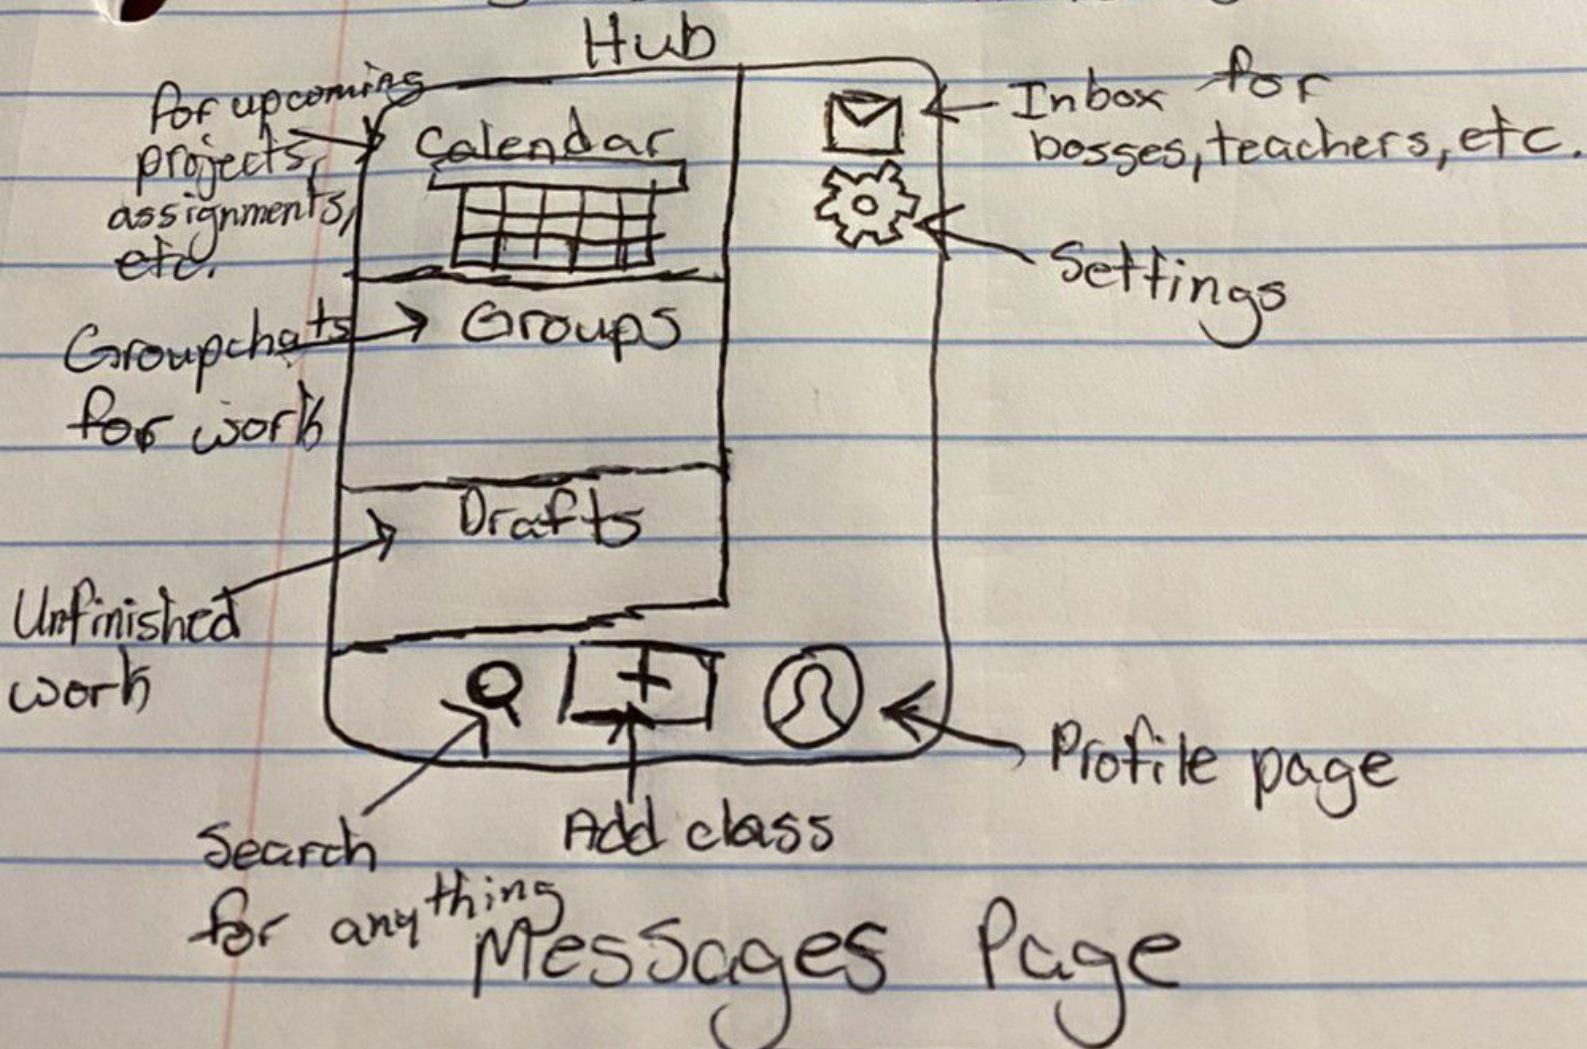 Hub
for upcoming
projects,
assignments,
etc.
Calendar
Inbox for
bosses, teachers, etc.
Settings
Groupchats
for work
Groups
Drafts
Unfinished
work
Profile page
Search
for anything
Add class
Messages Page